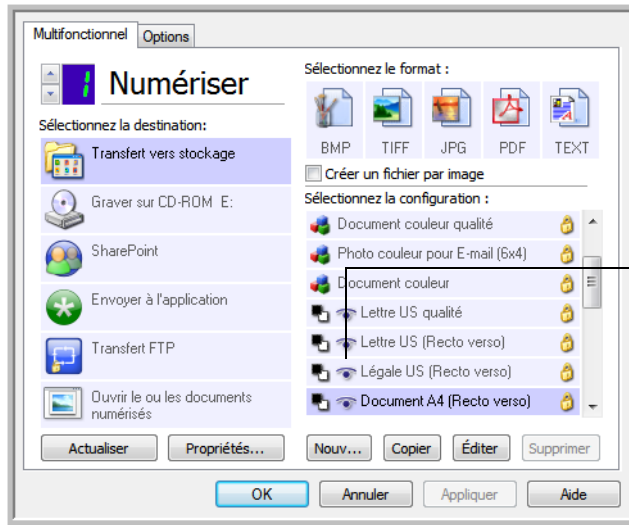 Multifonctionnel
Options
1
Numériser
Sélectionnez la destination:
Transfert vers stockage
Graver sur CD-ROM E:
SharePoint
Envoyer à l'application
Transfert FTP
Ouvrir le ou les documents
numérisés
Actualiser
Propriétés...
Sélectionnez le format :
BMP
TIFF
JPG
PDF
TEXT
Créer un fichier par image
Sélectionnez la configuration :
Document couleur qualité
Photo couleur pour E-mail (6x4)
Document couleur
Lettre US qualité
Lettre US (Recto verso)
Légale US (Recto verso)
Document A4 (Recto verso)
Nouv...
Copier
Éditer
Supprimer
OK
Annuler
Appliquer
Aide